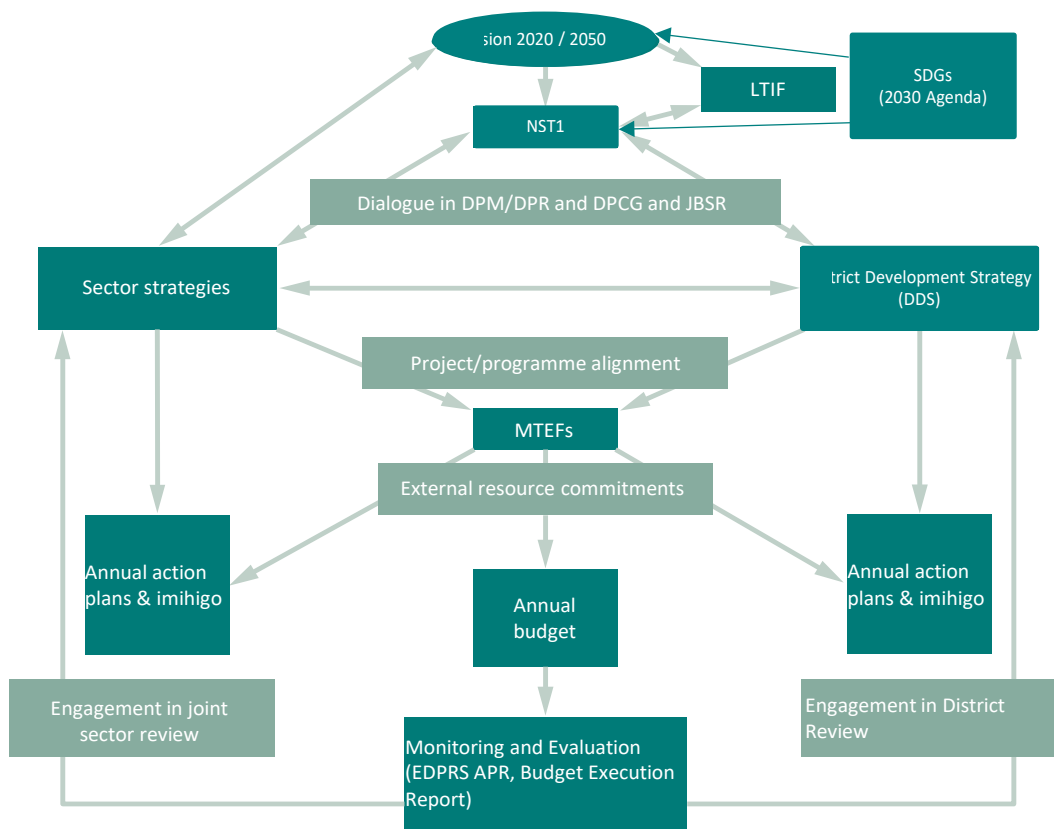 sion 2020 / 2050
SDGs
(2030 Agenda)
LTIF
NST1
Dialogue in DPM/DPR and DPCG and JBSR
Sector strategies
trict Development Strategy
(DDS)
Project/programme alignment
MTEFs
External resource commitments
Annual action
plans & imihigo
Annual
budget
Annual action
plans & imihigo
Engagement in joint
sector review
Engagement in District
Review
Monitoring and Evaluation
(EDPRS APR, Budget Execution
Report)